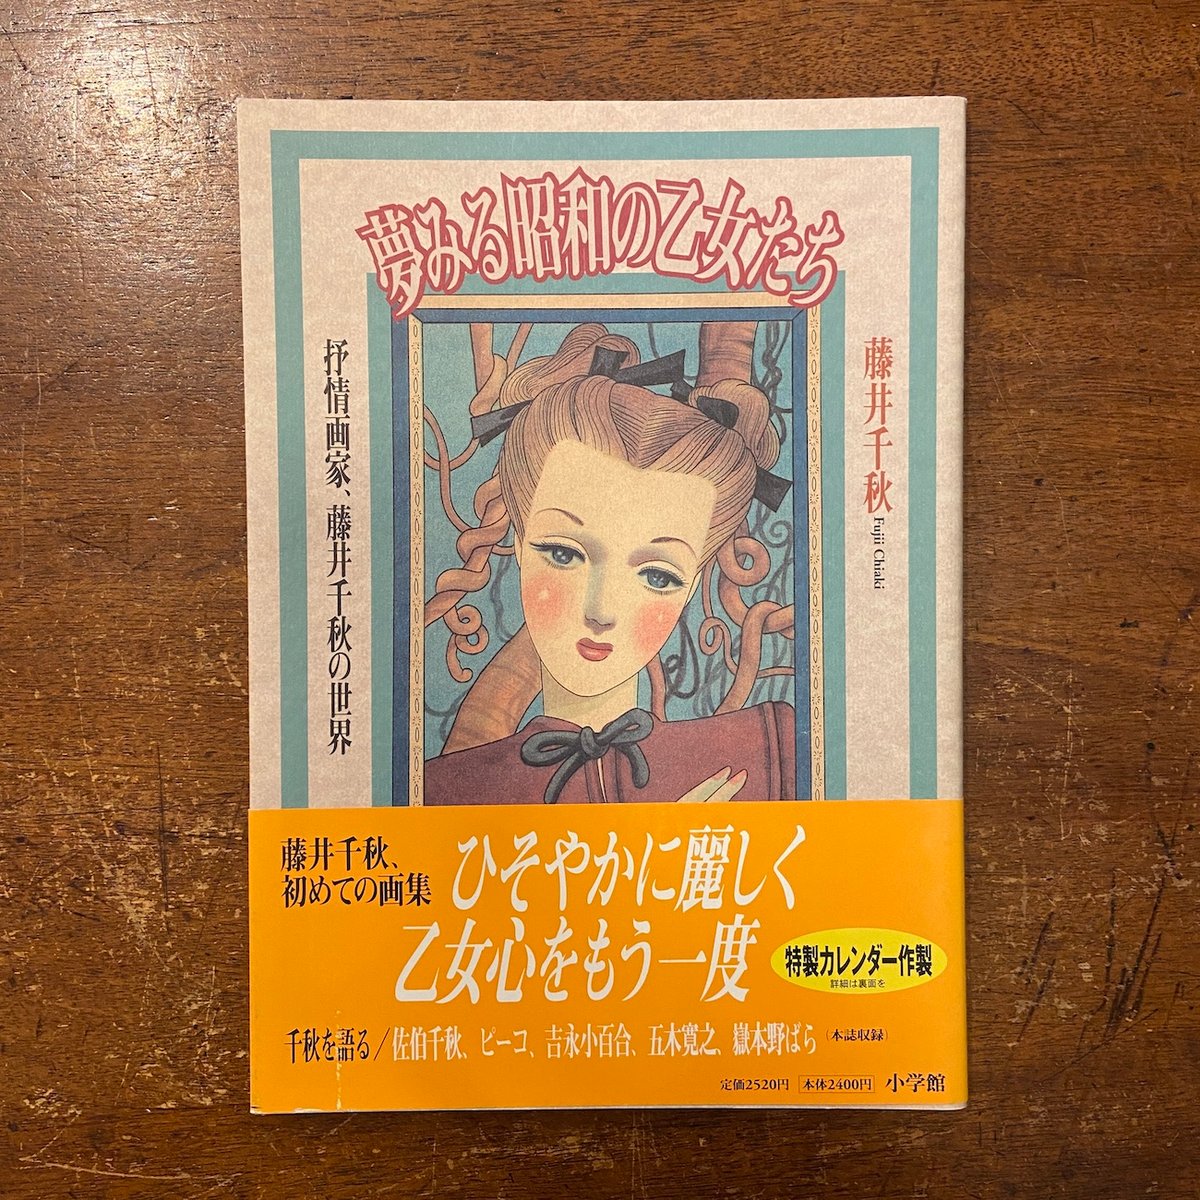 夢みる昭和の乙女たち
藤井千秋
Fujii Chiaki
抒情画家、藤井千秋の世界
藤井千秋、
初めての画集
ひそやかに麗しく
乙女心をもう一度
特製カレンダー作製
詳細は裏面を
千秋を語る/佐伯千秋、ピーコ、吉永小百合、五木寛之、嶽本野ばら(本誌収録)
定価2520円 本体2400円 小学館